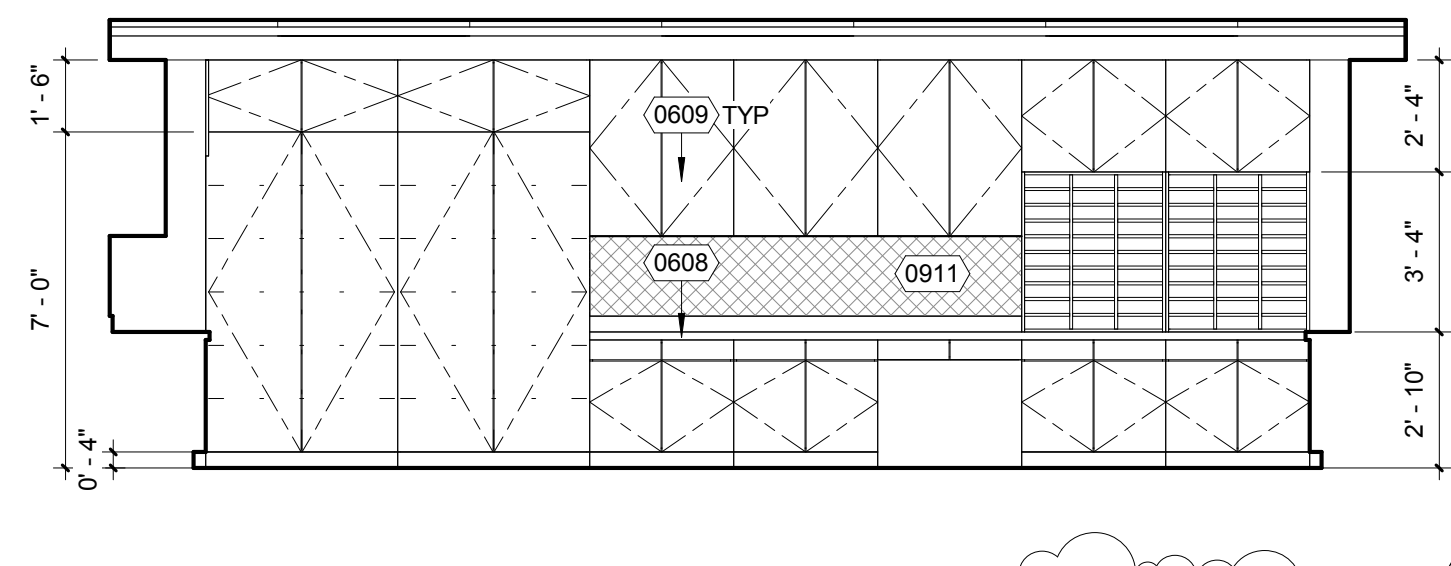 1' - 6"
7' - 0"
0' - 4"
0609 TYP
0608
0911
2' - 4"
3' - 4"
2' - 10"